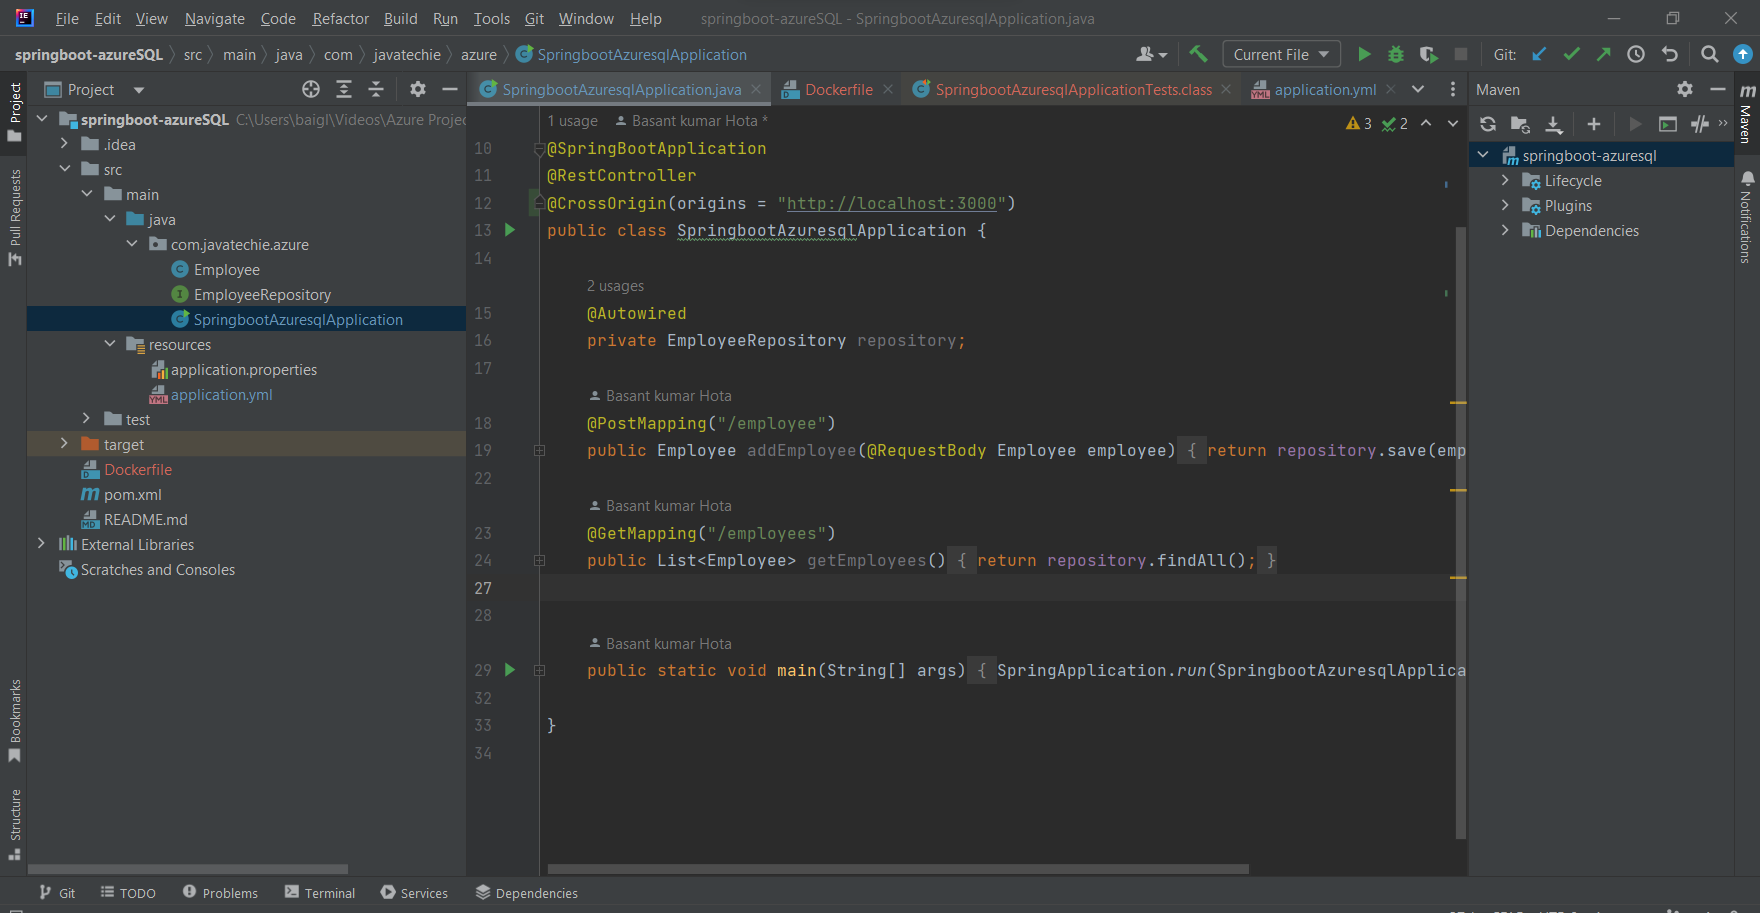 File Edit View Navigate Code Refactor Build Run Tools Git Window Help springboot-azureSQL - SpringbootAzuresqlApplication.java
springboot-azureSQL src main java com javatechie azure SpringbootAzuresqlApplication Current File Git:
Project
SpringbootAzuresqlApplication.java Dockerfile SpringbootAzuresqlApplicationTests.class application.yml
Maven
springboot-azureSQL C:\Users\baigl\Videos\Azure Projec
.idea
src
main
java
com.javatechie.azure
Employee
EmployeeRepository
SpringbootAzuresqlApplication
resources
application.properties
application.yml
test
target
Dockerfile
pom.xml
README.md
External Libraries
Scratches and Consoles
1 usage Basant kumar Hota *
3 2
10 @SpringBootApplication
11 @RestController
12 @CrossOrigin(origins = "http://localhost:3000")
13 public class SpringbootAzuresqlApplication {
14
2 usages
15 @Autowired
16 private EmployeeRepository repository;
17
Basant kumar Hota
18 @PostMapping("/employee")
19 public Employee addEmployee(@RequestBody Employee employee) { return repository.save(emp
22
Basant kumar Hota
23 @GetMapping("/employees")
24 public List<Employee> getEmployees() { return repository.findAll(); }
27
28
Basant kumar Hota
29 public static void main(String[] args) { SpringApplication.run(SpringbootAzuresqlApplica
32
33 }
34
springboot-azuresql
Lifecycle
Plugins
Dependencies
Project
Pull Requests
Bookmarks
Structure
Maven
Notifications
Git TODO Problems Terminal Services Dependencies